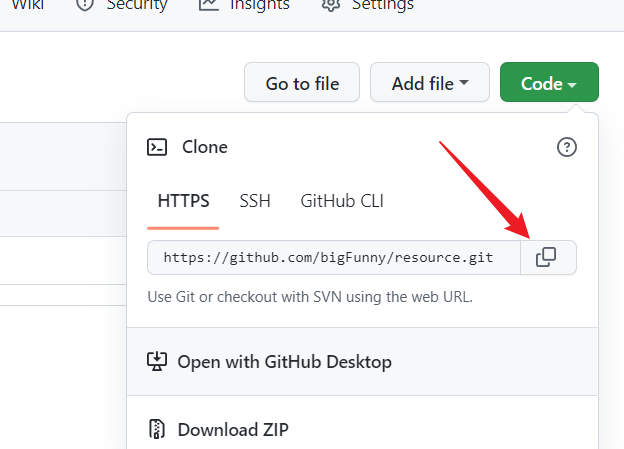 Wiki Security Insights Settings
Go to file Add file Code
Clone
HTTPS SSH GitHub CLI
https://github.com/bigFunny/resource.git
Use Git or checkout with SVN using the web URL.
Open with GitHub Desktop
Download ZIP